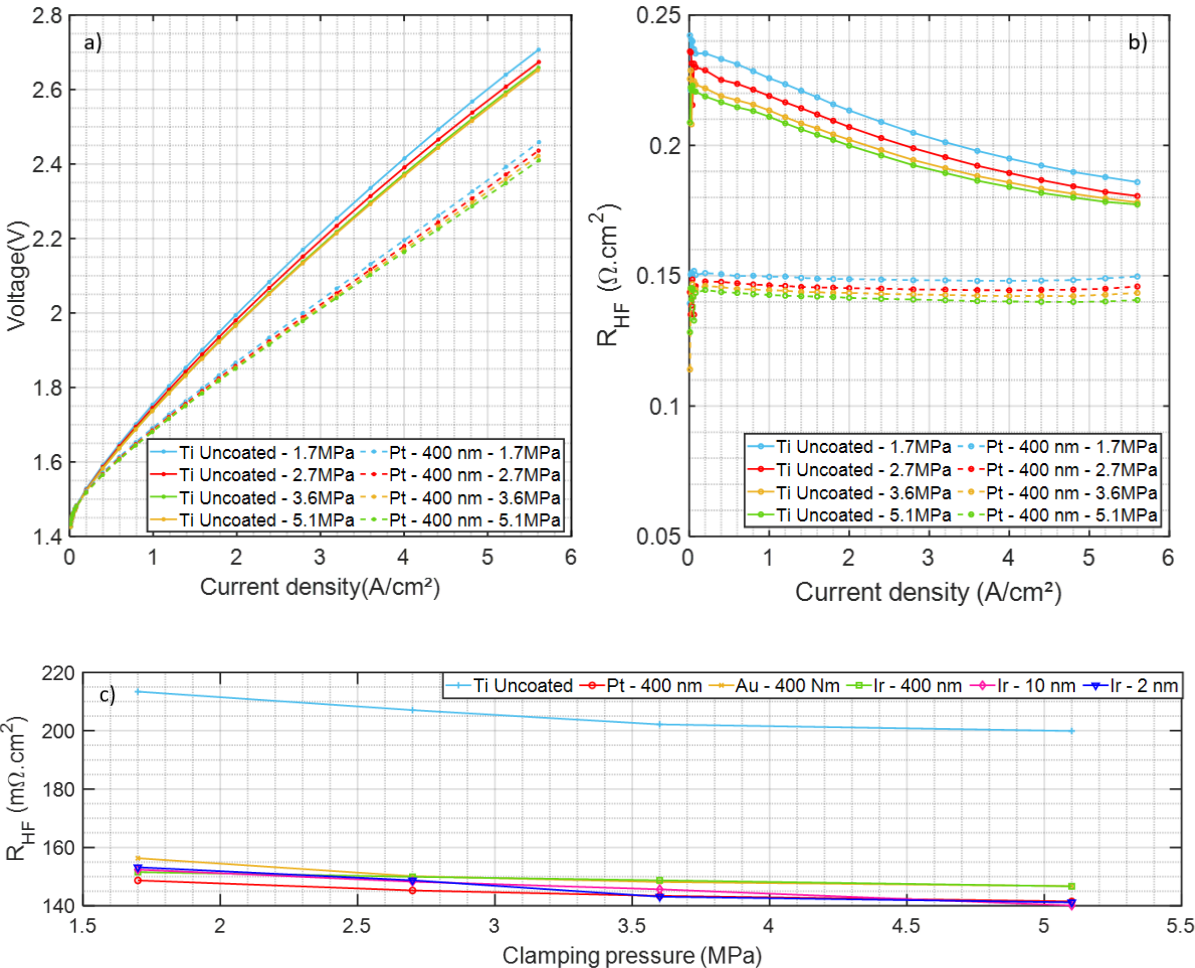 a)
2.8
2.6
2.4
2.2
2
1.8
1.6
1.4
Voltage(V)
Ti Uncoated - 1.7MPa Pt - 400 nm - 1.7MPa
Ti Uncoated - 2.7MPa Pt - 400 nm - 2.7MPa
Ti Uncoated - 3.6MPa Pt - 400 nm - 3.6MPa
Ti Uncoated - 5.1MPa Pt - 400 nm - 5.1MPa
0 1 2 3 4 5 6
Current density(A/cm²)
b)
0.25
0.2
0.15
0.1
0.05
R_HF (Ω.cm²)
Ti Uncoated - 1.7MPa Pt - 400 nm - 1.7MPa
Ti Uncoated - 2.7MPa Pt - 400 nm - 2.7MPa
Ti Uncoated - 3.6MPa Pt - 400 nm - 3.6MPa
Ti Uncoated - 5.1MPa Pt - 400 nm - 5.1MPa
0 1 2 3 4 5 6
Current density (A/cm²)
c)
Ti Uncoated Pt - 400 nm Au - 400 Nm Ir - 400 nm Ir - 10 nm Ir - 2 nm
220
200
180
160
140
R_HF (mΩ.cm²)
1.5 2 2.5 3 3.5 4 4.5 5 5.5
Clamping pressure (MPa)